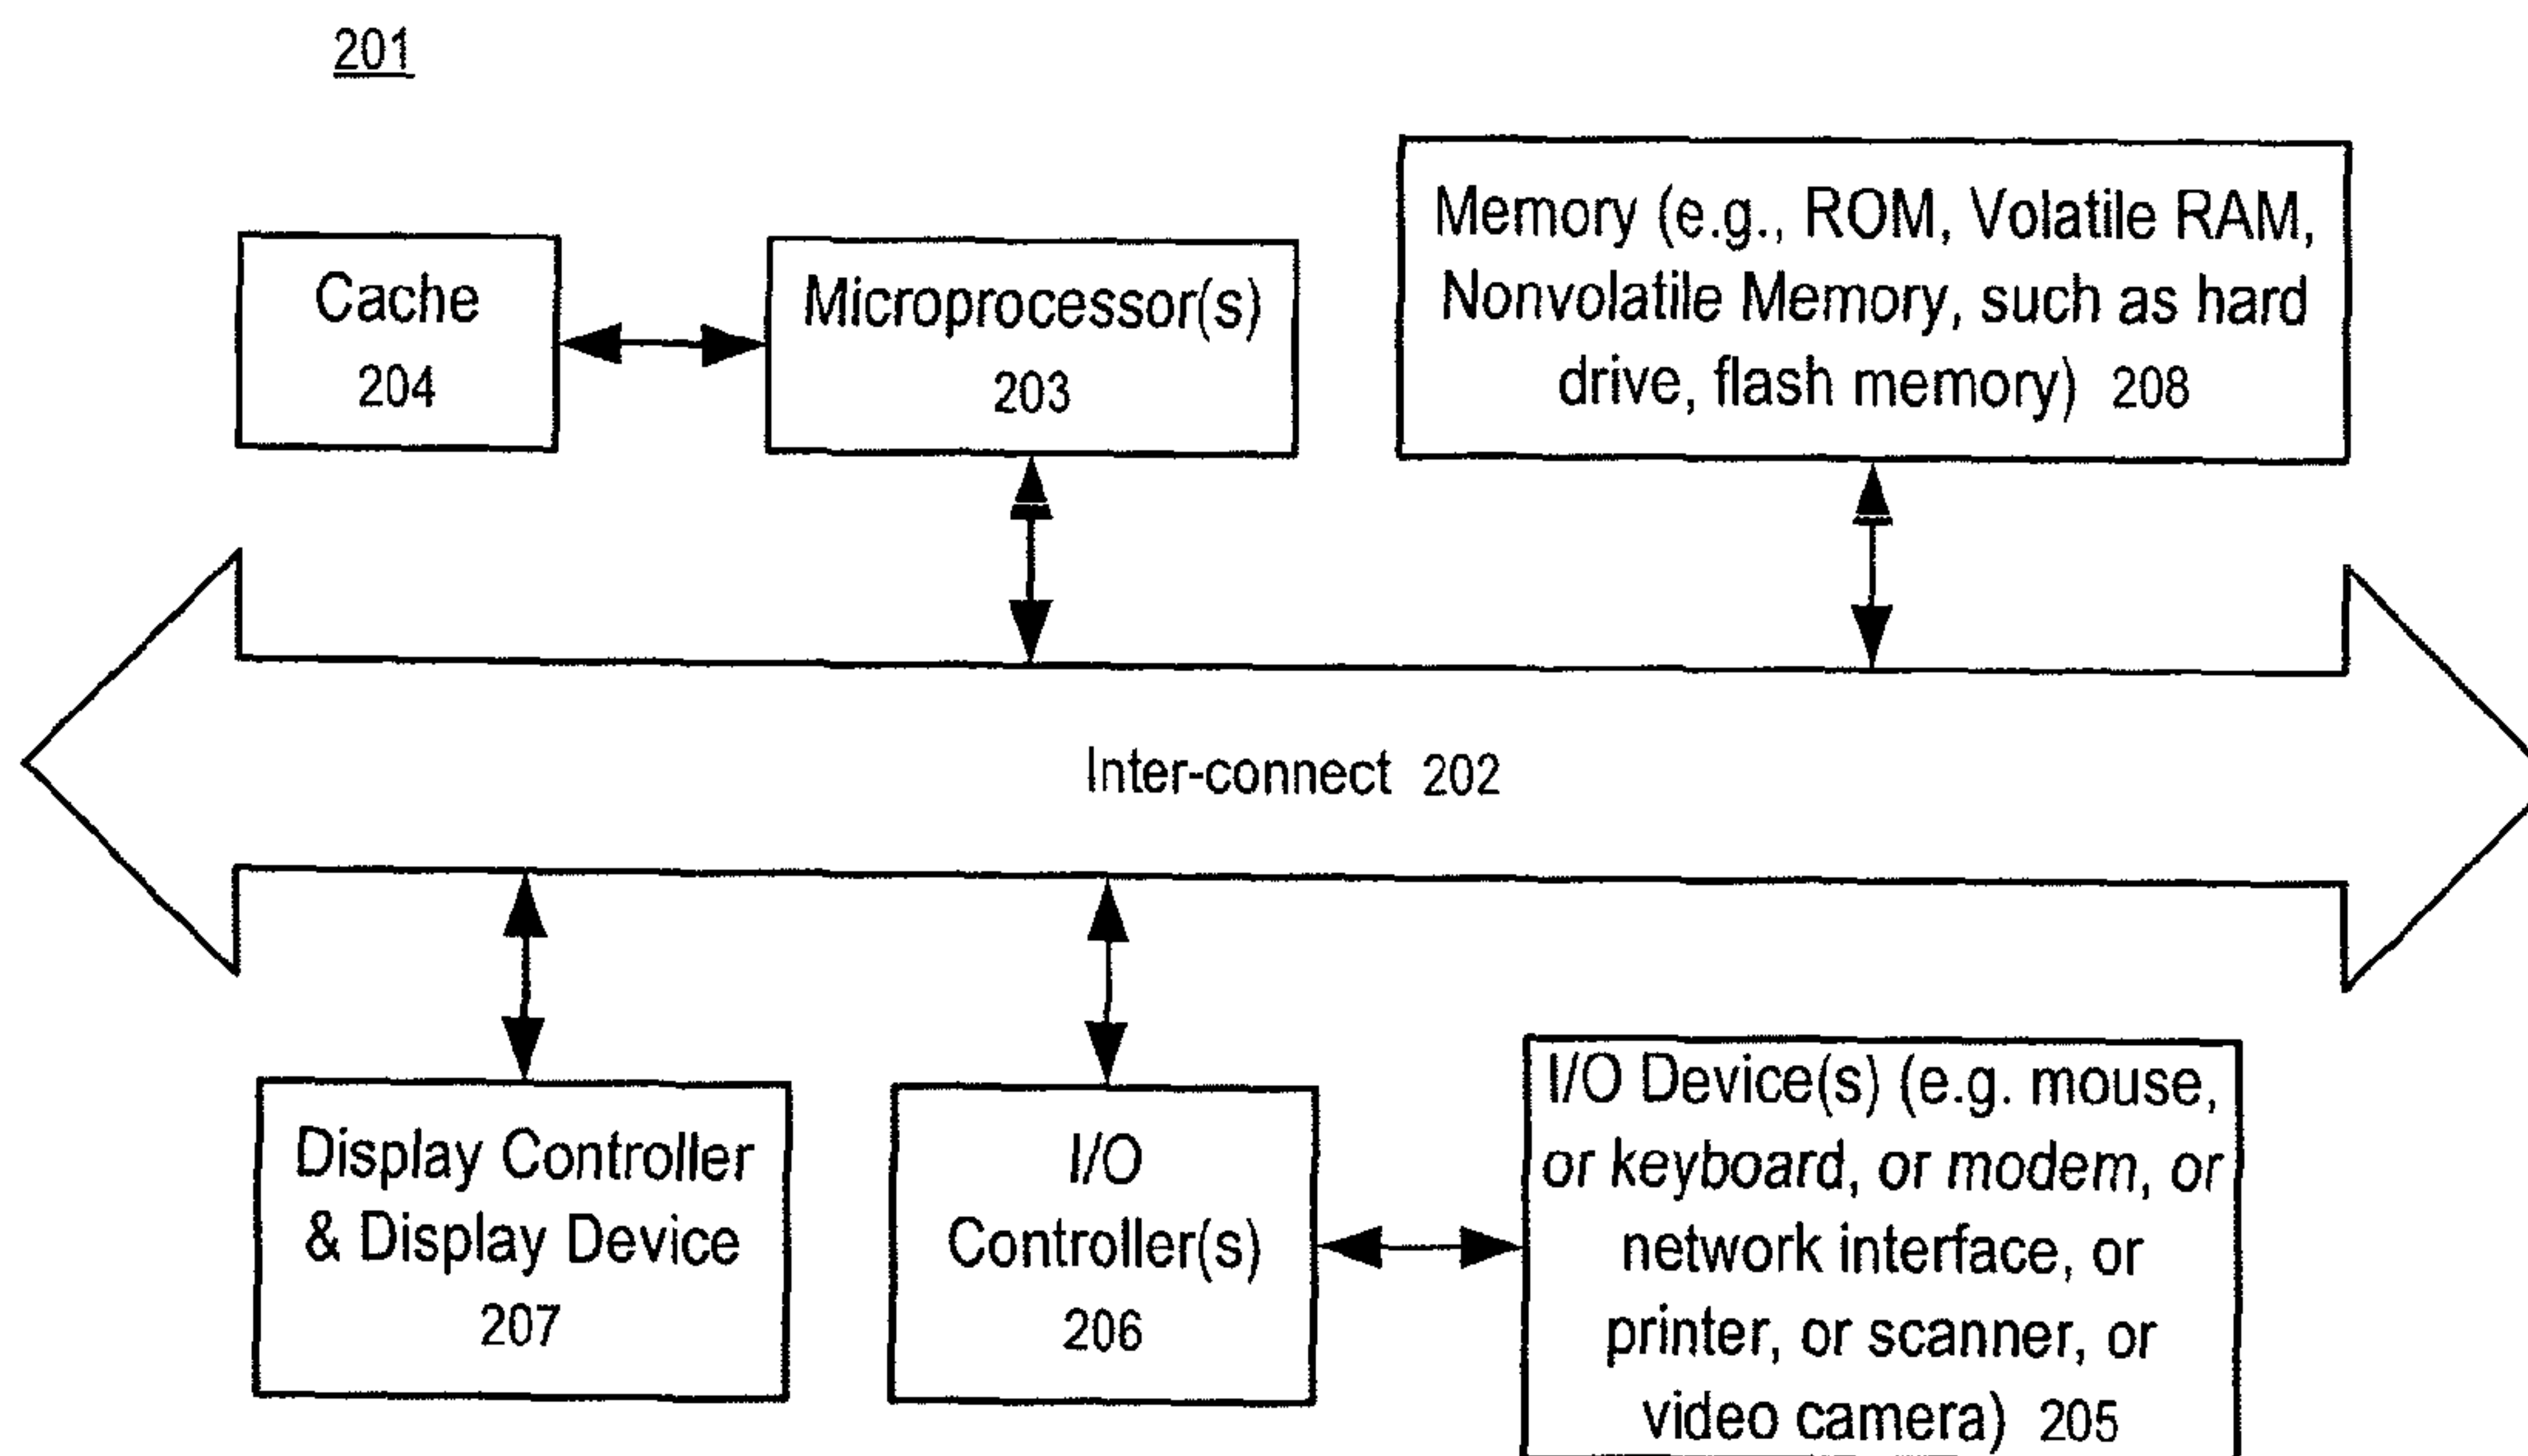 201
Cache
204
Microprocessor(s)
203
Memory (e.g., ROM, Volatile RAM,
Nonvolatile Memory, such as hard
drive, flash memory) 208
Inter-connect 202
Display Controller
& Display Device
207
I/O
Controller(s)
206
I/O Device(s) (e.g. mouse,
or keyboard, or modem, or
network interface, or
printer, or scanner, or
video camera) 205